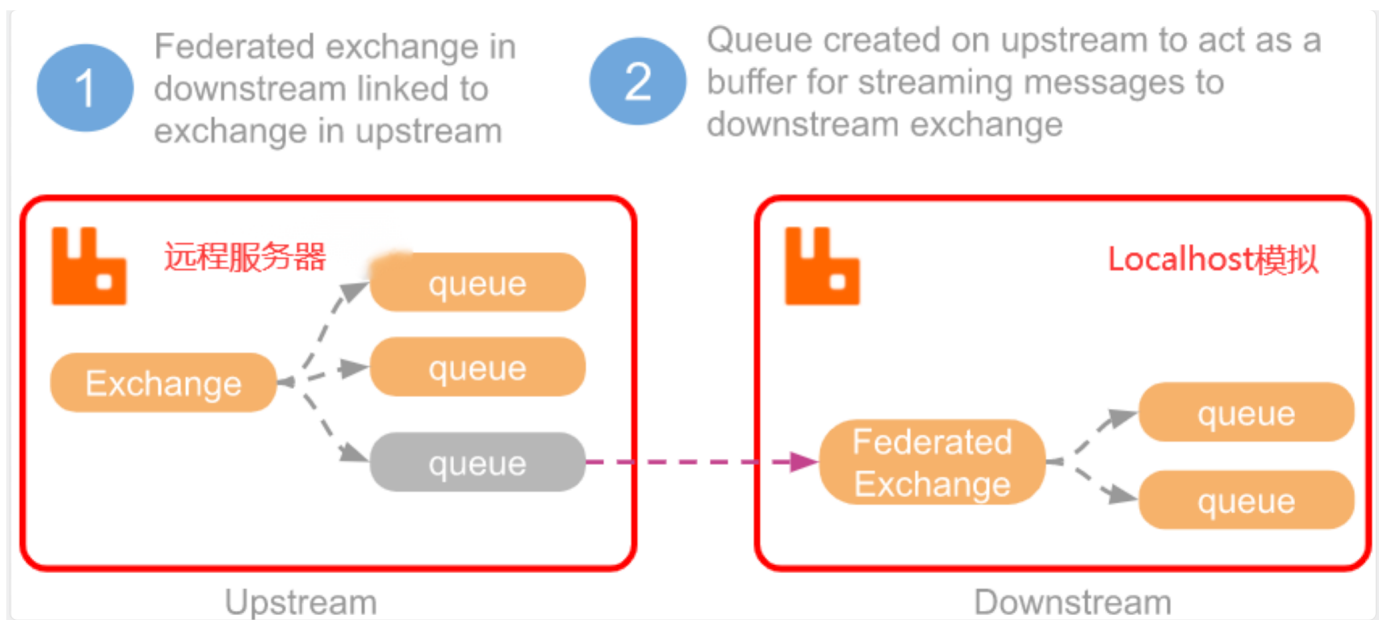 1
Federated exchange in
downstream linked to
exchange in upstream
2
Queue created on upstream to act as a
buffer for streaming messages to
downstream exchange
远程服务器
queue
Exchange
queue
queue
Upstream
Localhost模拟
Federated
Exchange
queue
queue
Downstream